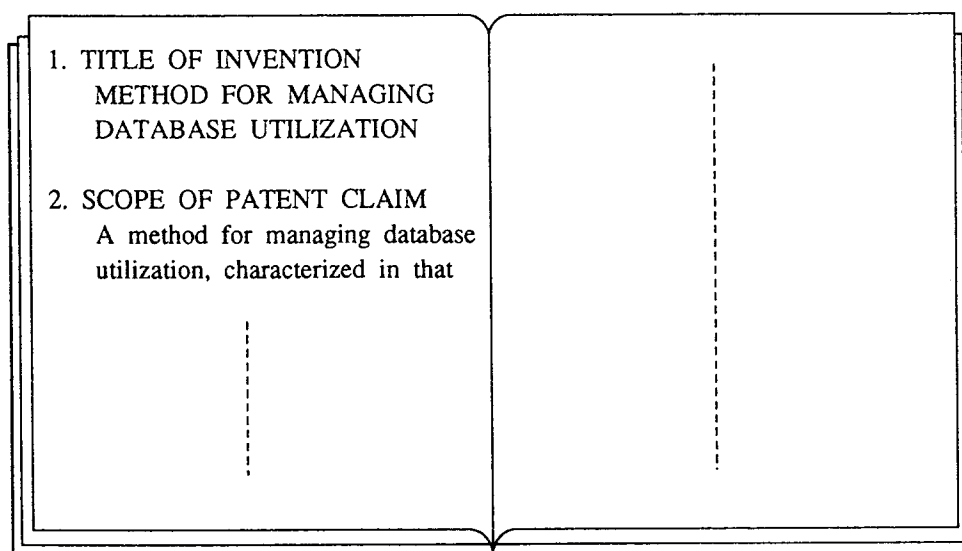 1. TITLE OF INVENTION
METHOD FOR MANAGING
DATABASE UTILIZATION
2. SCOPE OF PATENT CLAIM
A method for managing database
utilization, characterized in that